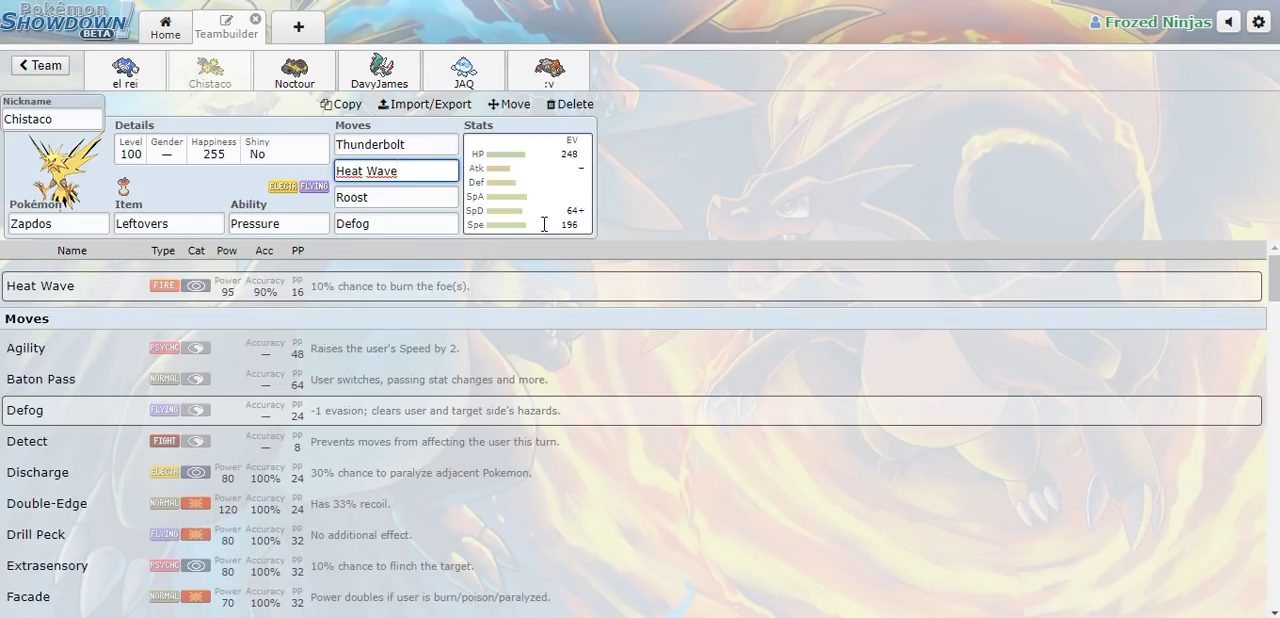 Pokémon
SHOWDOWN!
BETA
Home
Teambuilder
+
Frozed Ninjas
Team
el rei
Chistaco
Noctour
DavyJames
JAQ
:v
Copy
Import/Export
Move
Delete
Nickname
Chistaco
Details
Level
100
Gender
—
Happiness
255
Shiny
No
ELECTR
FLYING
Pokémon
Zapdos
Item
Leftovers
Ability
Pressure
Moves
Thunderbolt
Heat Wave
Roost
Defog
Stats
EV
HP 248
Atk –
Def
SpA
SpD 64+
Spe 196
Name Type Cat Pow Acc PP
Heat Wave FIRE Power 95 Accuracy 90% PP 16 10% chance to burn the foe(s).
Moves
Agility PSYCHC Accuracy — PP 48 Raises the user's Speed by 2.
Baton Pass NORMAL Accuracy — PP 64 User switches, passing stat changes and more.
Defog FLYING Accuracy — PP 24 -1 evasion; clears user and target side's hazards.
Detect FIGHT Accuracy — PP 8 Prevents moves from affecting the user this turn.
Discharge ELECTR Power 80 Accuracy 100% PP 24 30% chance to paralyze adjacent Pokemon.
Double-Edge NORMAL Power 120 Accuracy 100% PP 24 Has 33% recoil.
Drill Peck FLYING Power 80 Accuracy 100% PP 32 No additional effect.
Extrasensory PSYCHC Power 80 Accuracy 100% PP 32 10% chance to flinch the target.
Facade NORMAL Power 70 Accuracy 100% PP 32 Power doubles if user is burn/poison/paralyzed.